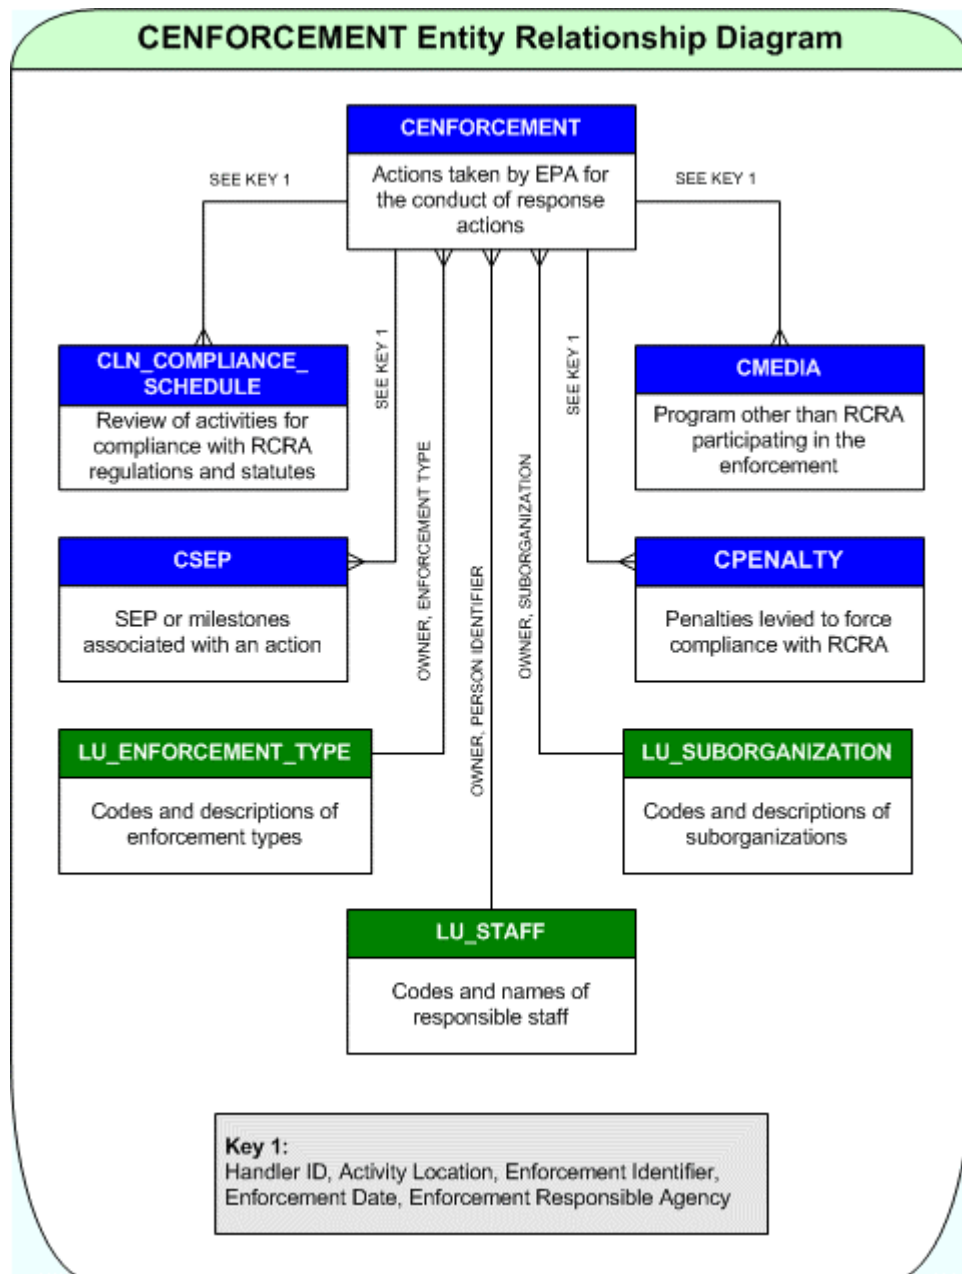 CENFORCEMENT Entity Relationship Diagram
CENFORCEMENT
Actions taken by EPA for
the conduct of response
actions
SEE KEY 1
SEE KEY 1
CLN_COMPLIANCE_
SCHEDULE
Review of activities for
compliance with RCRA
regulations and statutes
SEE KEY 1
OWNER, ENFORCEMENT TYPE
OWNER, PERSON IDENTIFIER
OWNER, SUBORGANIZATION
SEE KEY 1
CMEDIA
Program other than RCRA
participating in the
enforcement
CSEP
SEP or milestones
associated with an action
CPENALTY
Penalties levied to force
compliance with RCRA
LU_ENFORCEMENT_TYPE
Codes and descriptions of
enforcement types
LU_SUBORGANIZATION
Codes and descriptions of
suborganizations
LU_STAFF
Codes and names of
responsible staff
Key 1:
Handler ID, Activity Location, Enforcement Identifier,
Enforcement Date, Enforcement Responsible Agency